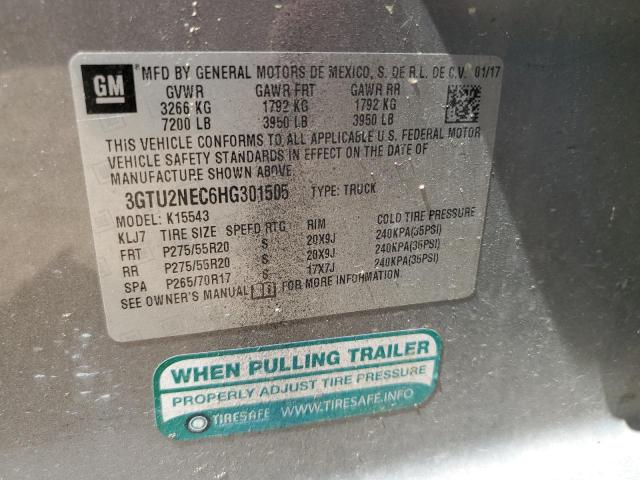 GM
MFD BY GENERAL MOTORS DE MEXICO, S. DE R.L. DE C.V. 01/17
GVWR GAWR FRT GAWR RR
3266 KG 1792 KG 1792 KG
7200 LB 3950 LB 3950 LB
THIS VEHICLE CONFORMS TO ALL APPLICABLE U.S. FEDERAL MOTOR
VEHICLE SAFETY STANDARDS IN EFFECT ON THE DATE OF
MANUFACTURE SHOWN ABOVE.
3GTU2NEC6HG301505 TYPE: TRUCK
MODEL: K15543
KLJ7 TIRE SIZE SPEED RTG RIM COLD TIRE PRESSURE
FRT P275/55R20 S 20X9J 240KPA(35PSI)
RR P275/55R20 S 20X9J 240KPA(35PSI)
SPA P265/70R17 S 17X7J 240KPA(35PSI)
SEE OWNER'S MANUAL FOR MORE INFORMATION.
WHEN PULLING TRAILER
PROPERLY ADJUST TIRE PRESSURE
TIRESAFE WWW.TIRESAFE.INFO